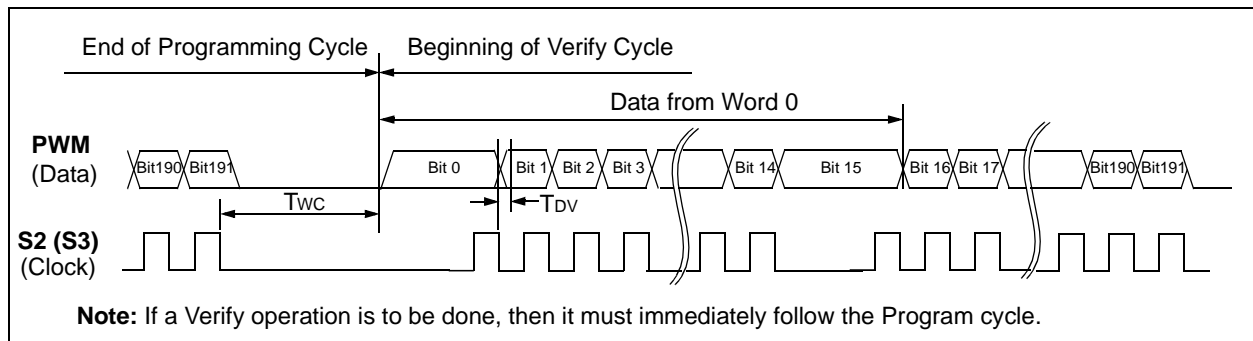 End of Programming Cycle Beginning of Verify Cycle
Data from Word 0
PWM
(Data)
Bit190 Bit191 Bit 0 Bit 1 Bit 2 Bit 3 Bit 14 Bit 15 Bit 16 Bit 17 Bit190 Bit191
TWC TDV
S2 (S3)
(Clock)
Note: If a Verify operation is to be done, then it must immediately follow the Program cycle.